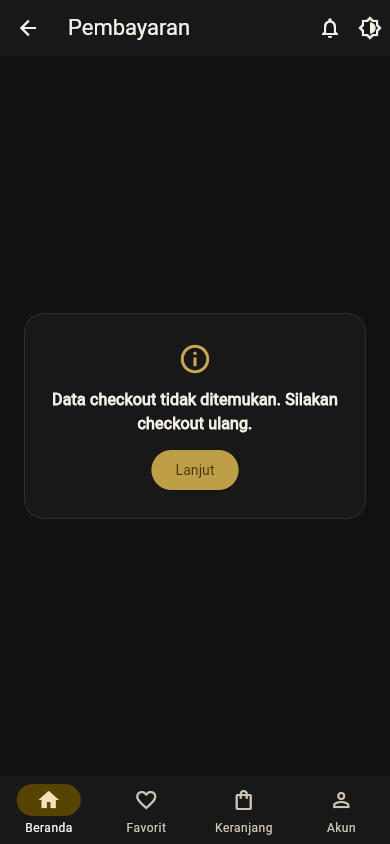 Pembayaran
Data checkout tidak ditemukan. Silakan
checkout ulang.
Lanjut
Beranda
Favorit
Keranjang
Akun